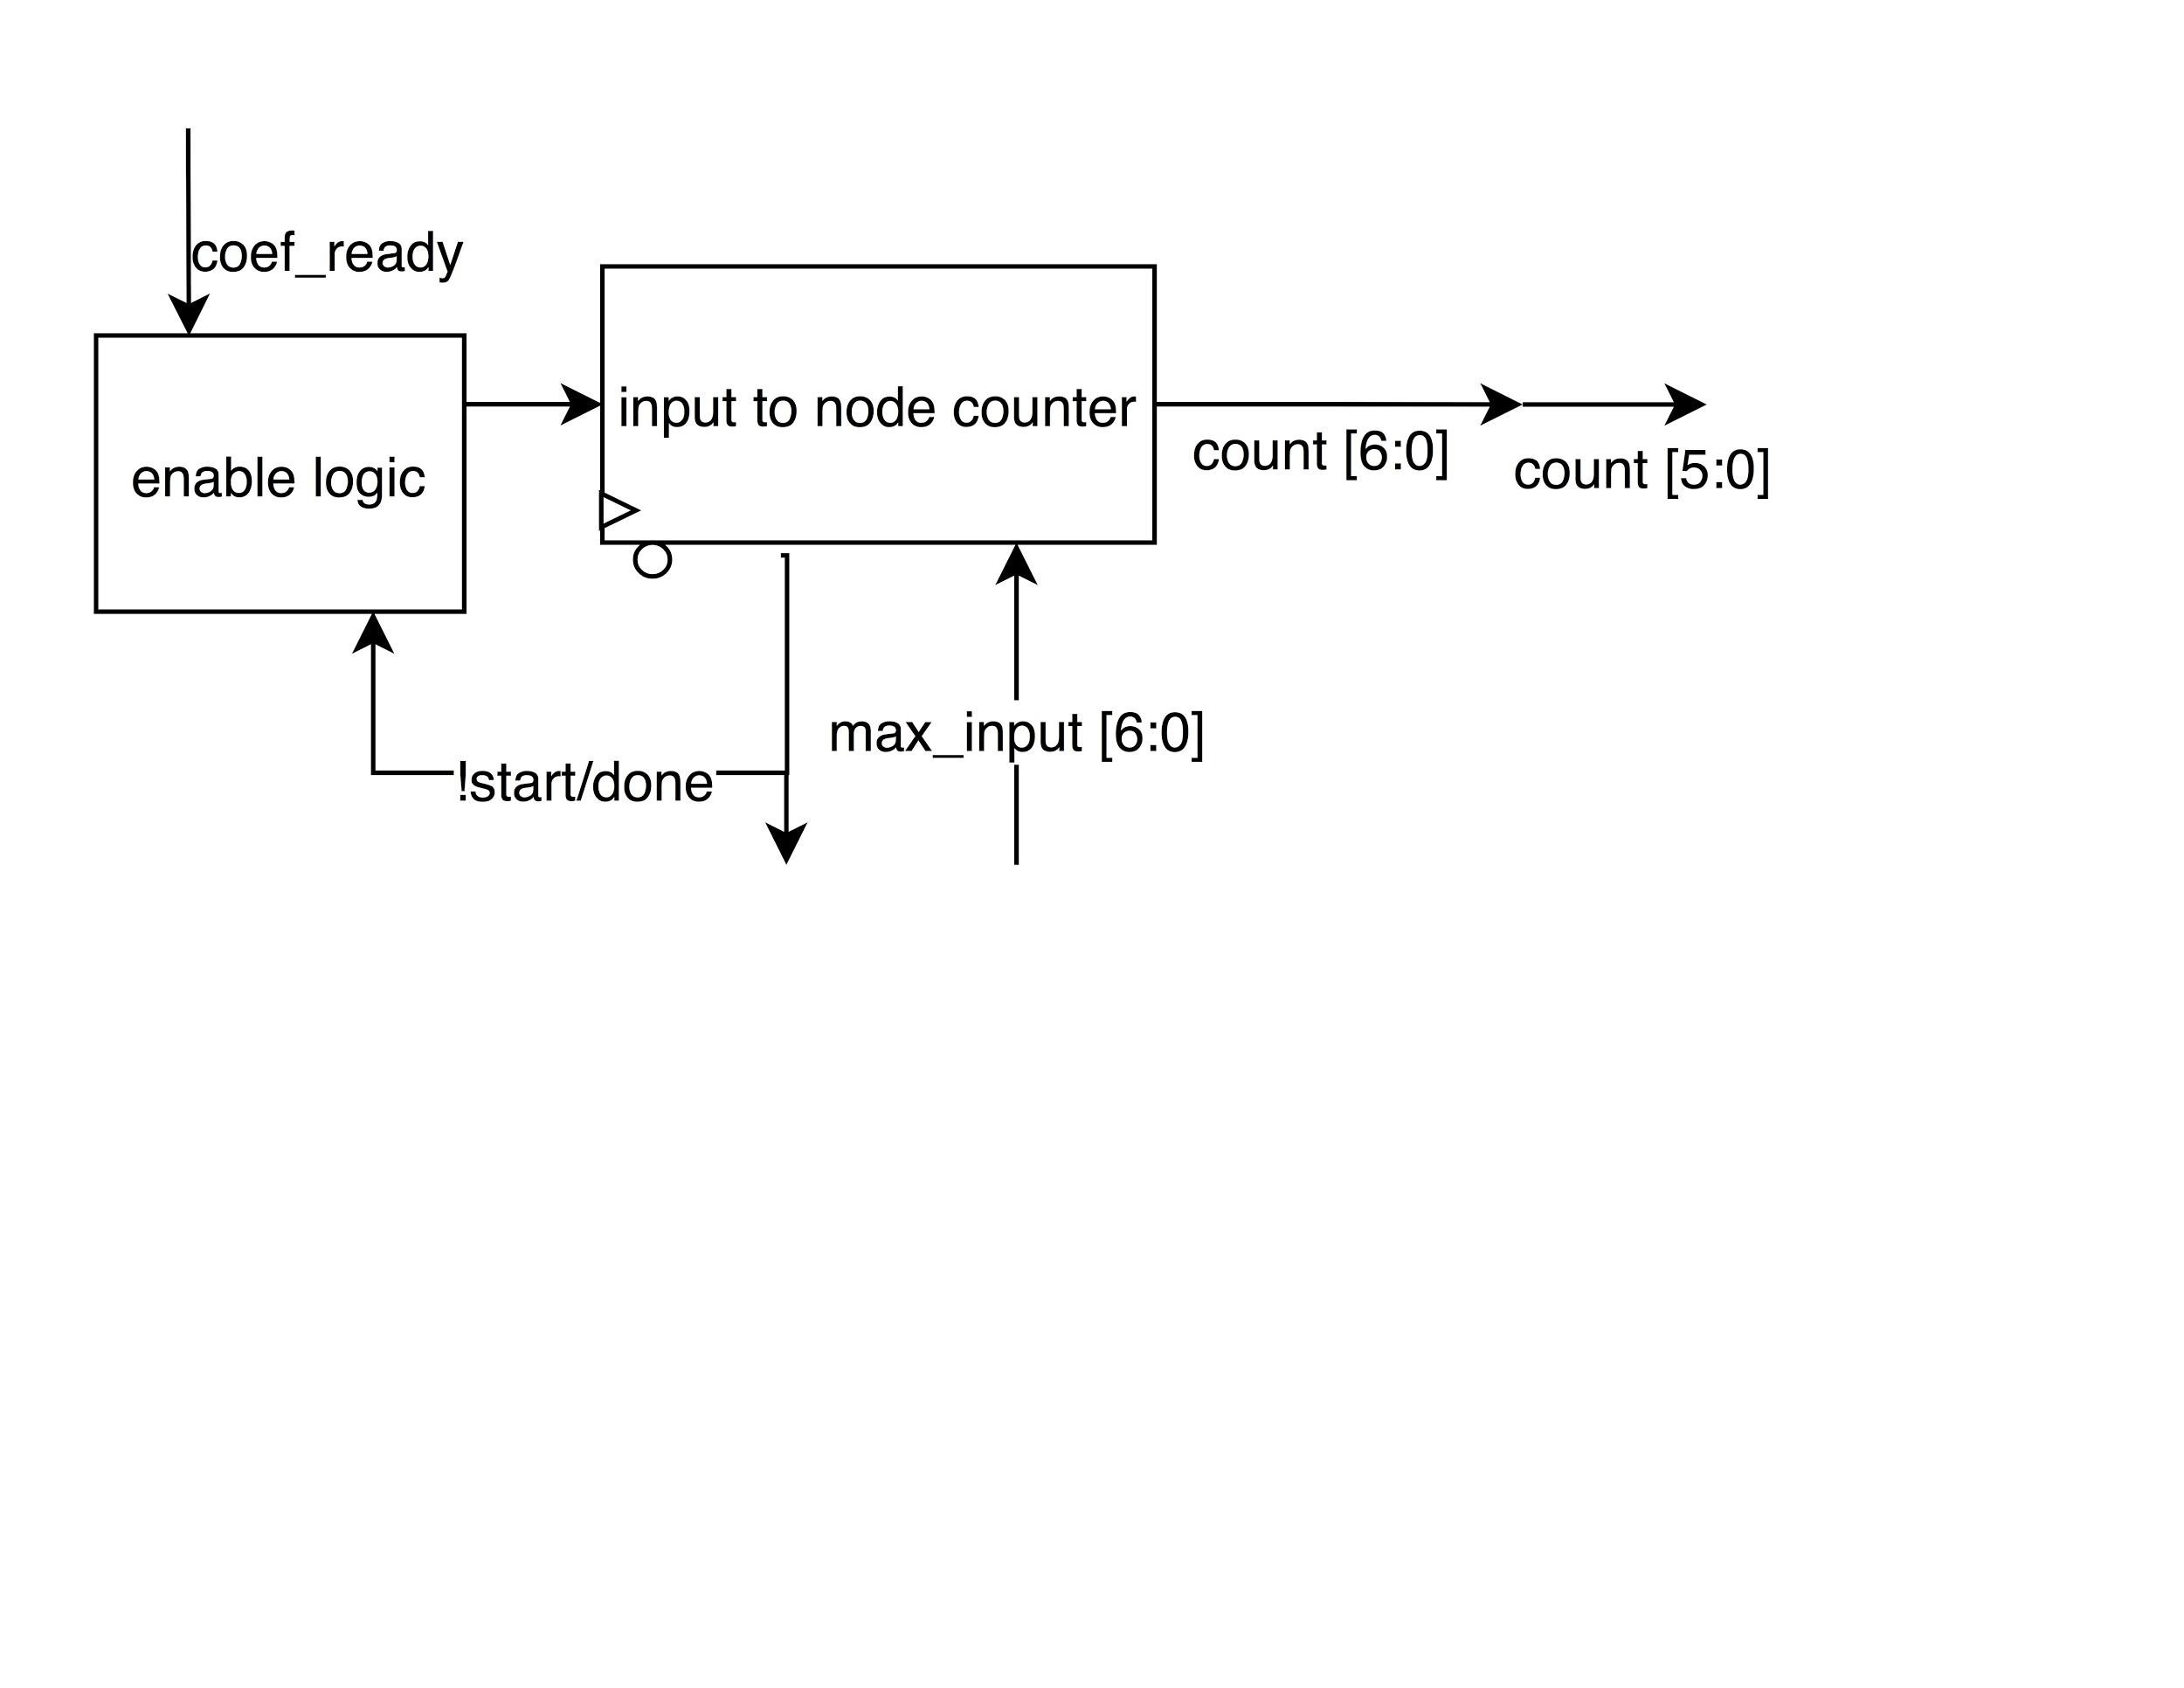 coef_ready
enable logic
input to node counter
count [6:0]
count [5:0]
max_input [6:0]
!start/done